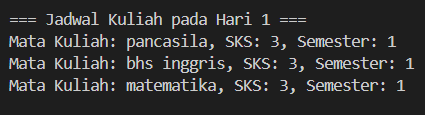 === Jadwal Kuliah pada Hari 1 ===
Mata Kuliah: pancasila, SKS: 3, Semester: 1
Mata Kuliah: bhs inggris, SKS: 3, Semester: 1
Mata Kuliah: matematika, SKS: 3, Semester: 1